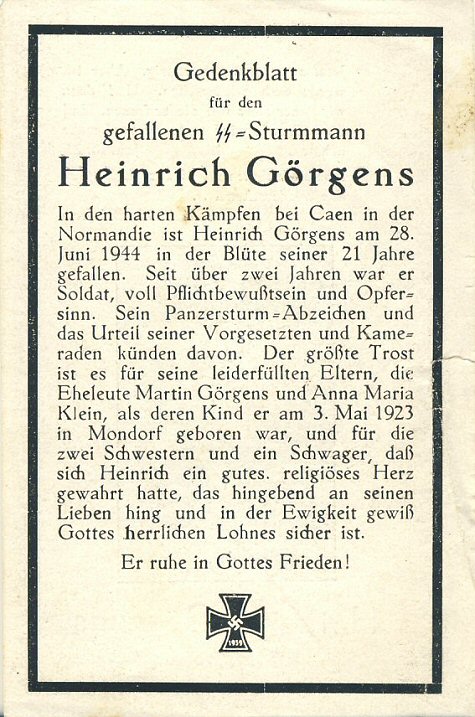 Gedenkblatt
für den
gefallenen ᛋᛋ=Sturmmann
Heinrich Görgens
In den harten Kämpfen bei Caen in der
Normandie ist Heinrich Görgens am 28.
Juni 1944 in der Blüte seiner 21 Jahre
gefallen. Seit über zwei Jahren war er
Soldat, voll Pflichtbewußtsein und Opfer=
sinn. Sein Panzersturm=Abzeichen und
das Urteil seiner Vorgesetzten und Kame=
raden künden davon. Der größte Trost
ist es für seine leiderfüllten Eltern, die
Eheleute Martin Görgens und Anna Maria
Klein, als deren Kind er am 3. Mai 1923
in Mondorf geboren war, und für die
zwei Schwestern und ein Schwager, daß
sich Heinrich ein gutes. religiöses Herz
gewahrt hatte, das hingebend an seinen
Lieben hing und in der Ewigkeit gewiß
Gottes herrlichen Lohnes sicher ist.
Er ruhe in Gottes Frieden!
1939